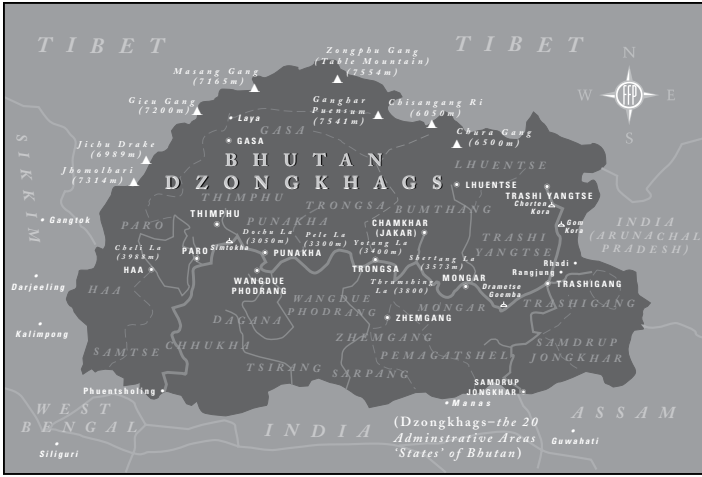 TIBET
TIBET
Zongphu Gang
(Table Mountain)
(7554m)
N
Masang Gang
(7165m)
W
FFP
E
Gieu Gang
(7200m)
Ganghar
Puensum
(7541m)
Chisangang Ri
(6050m)
S
Laya
GASA
GASA
Chura Gang
(6500m)
Jichu Drake
(6989m)
Jhomolhari
(7314m)
SIKKIM
BHUTAN
DZONGKHAGS
LHUENTSE
LHUENTSE
TRASHI YANGTSE
Chorten
Kora
THIMPHU
TRONGSA
BUMTHANG
Gangtok
THIMPHU
PUNAKHA
CHAMKHAR
(JAKAR)
Gom
Kora
INDIA
(ARUNACHAL
PRADESH)
PARO
Dochu La
(3050m)
Pele La
(3300m)
Yotang La
(3400m)
TRASHI
YANGTSE
Cheli La
(3988m)
PARO
Simtokha
PUNAKHA
Shertang La
(3573m)
Rhadi
HAA
TRONGSA
MONGAR
Rangjung
Darjeeling
WANGDUE
PHODRANG
Thrumshing
La (3800)
Drametse
Goemba
TRASHIGANG
HAA
WANGDUE
PHODRANG
MONGAR
TRASHIGANG
Kalimpong
DAGANA
ZHEMGANG
ZHEMGANG
SAMTSE
CHHUKHA
PEMAGATSHEL
SAMDRUP
JONGKHAR
TSIRANG
SARPANG
Phuentsholing
SAMDRUP
JONGKHAR
Manas
WEST
BENGAL
INDIA
ASSAM
(Dzongkhags–the 20
Adminstrative Areas
'States' of Bhutan)
Guwahati
Siliguri